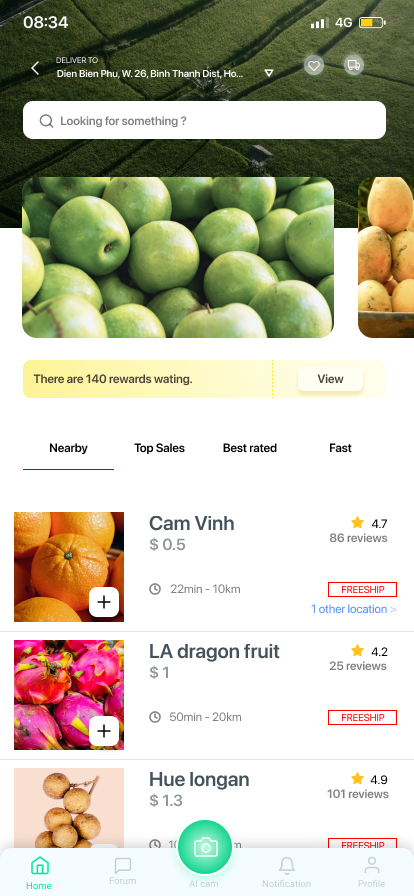 08:34
4G
DELIVER TO
Dien Bien Phu, W. 26, Binh Thanh Dist, Ho...
Looking for something ?
There are 140 rewards wating.
View
Nearby
Top Sales
Best rated
Fast
Cam Vinh
4.7
$ 0.5
86 reviews
22min - 10km
FREESHIP
1 other location >
LA dragon fruit
4.2
$ 1
25 reviews
50min - 20km
FREESHIP
Hue longan
4.9
$ 1.3
101 reviews
FREESHIP
Home
Forum
AI cam
Notification
Profile